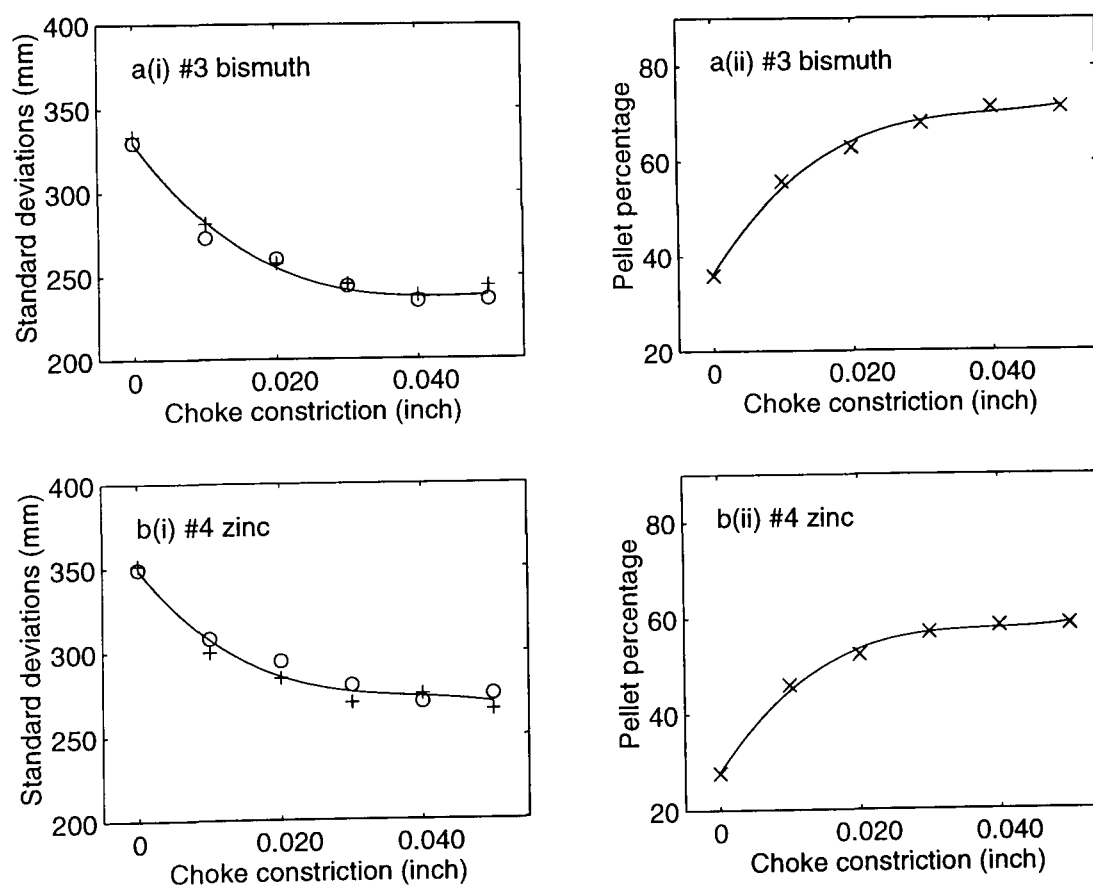 400
350
300
250
200
Standard deviations (mm)
a(i) #3 bismuth
0 0.020 0.040
Choke constriction (inch)
80
60
40
20
Pellet percentage
a(ii) #3 bismuth
0 0.020 0.040
Choke constriction (inch)
400
350
300
250
200
Standard deviations (mm)
b(i) #4 zinc
0 0.020 0.040
Choke constriction (inch)
80
60
40
20
Pellet percentage
b(ii) #4 zinc
0 0.020 0.040
Choke constriction (inch)